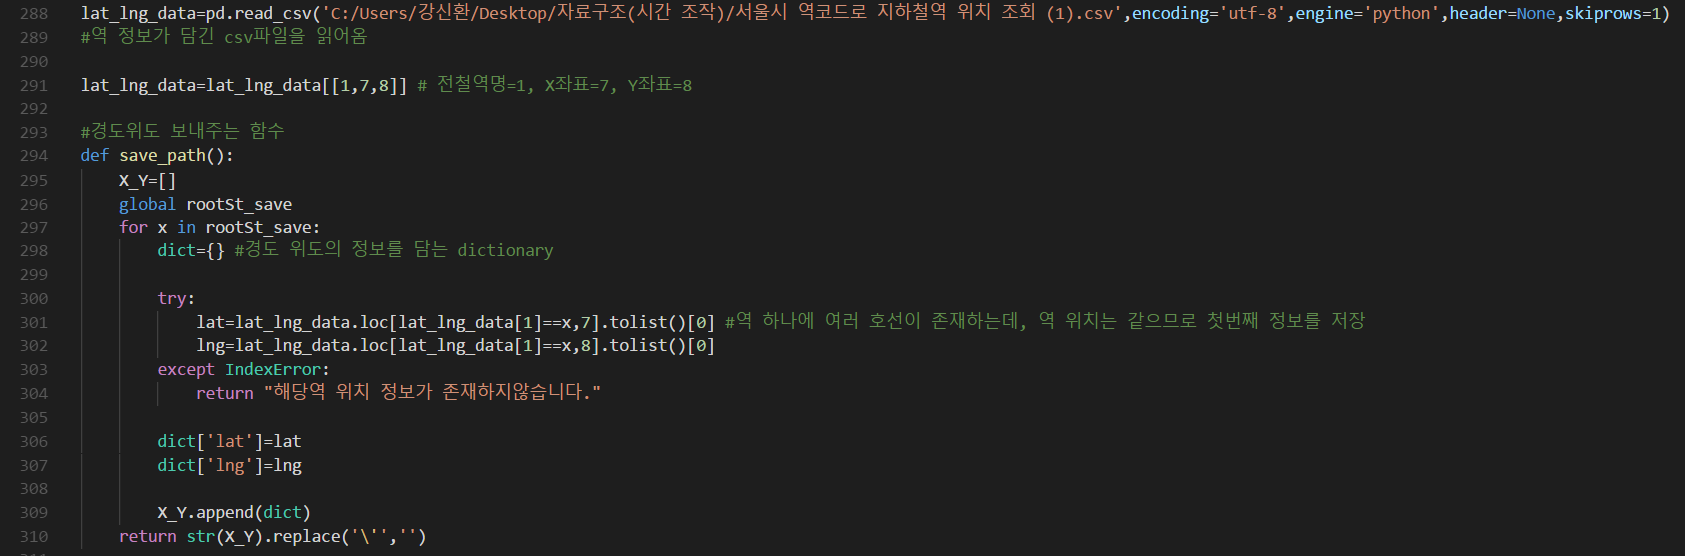 288 lat_lng_data=pd.read_csv('C:/Users/강신환/Desktop/자료구조(시간 조작)/서울시 역코드로 지하철역 위치 조회 (1).csv',encoding='utf-8',engine='python',header=None,skiprows=1)
289 #역 정보가 담긴 csv파일을 읽어옴
290
291 lat_lng_data=lat_lng_data[[1,7,8]] # 전철역명=1, X좌표=7, Y좌표=8
292
293 #경도위도 보내주는 함수
294 def save_path():
295     X_Y=[]
296     global rootSt_save
297     for x in rootSt_save:
298         dict={} #경도 위도의 정보를 담는 dictionary
299
300         try:
301             lat=lat_lng_data.loc[lat_lng_data[1]==x,7].tolist()[0] #역 하나에 여러 호선이 존재하는데, 역 위치는 같으므로 첫번째 정보를 저장
302             lng=lat_lng_data.loc[lat_lng_data[1]==x,8].tolist()[0]
303         except IndexError:
304             return "해당역 위치 정보가 존재하지않습니다."
305
306         dict['lat']=lat
307         dict['lng']=lng
308
309         X_Y.append(dict)
310     return str(X_Y).replace('\'','')